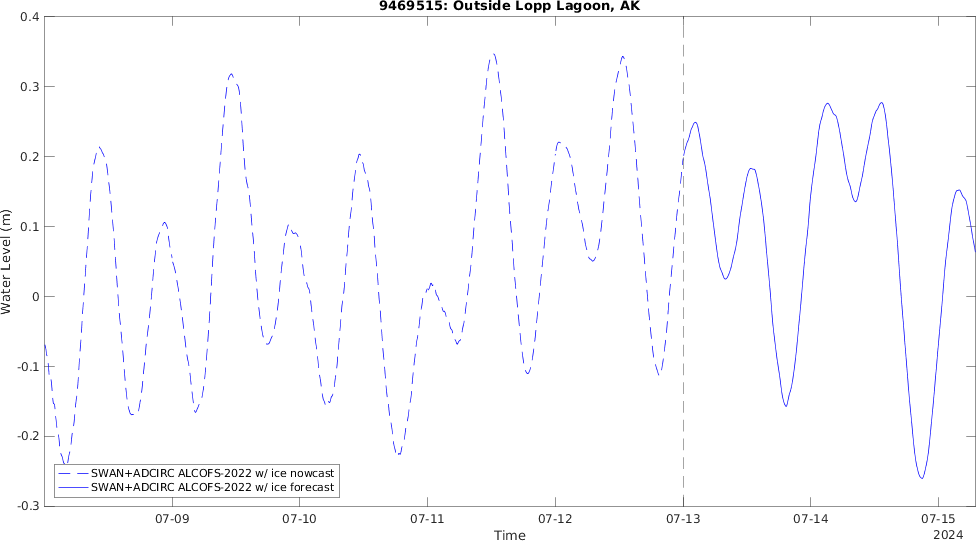 9469515: Outside Lopp Lagoon, AK
0.4
0.3
0.2
0.1
0
-0.1
-0.2
-0.3
Water Level (m)
SWAN+ADCIRC ALCOFS-2022 w/ ice nowcast
SWAN+ADCIRC ALCOFS-2022 w/ ice forecast
07-09 07-10 07-11 07-12 07-13 07-14 07-15
Time
2024